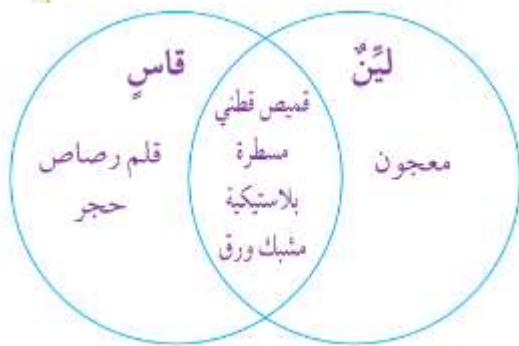 ليِّنٌ
معجون
قميص قطني
مسطرة
بلاستيكية
مشبك ورق
قاسٍ
قلم رصاص
حجر